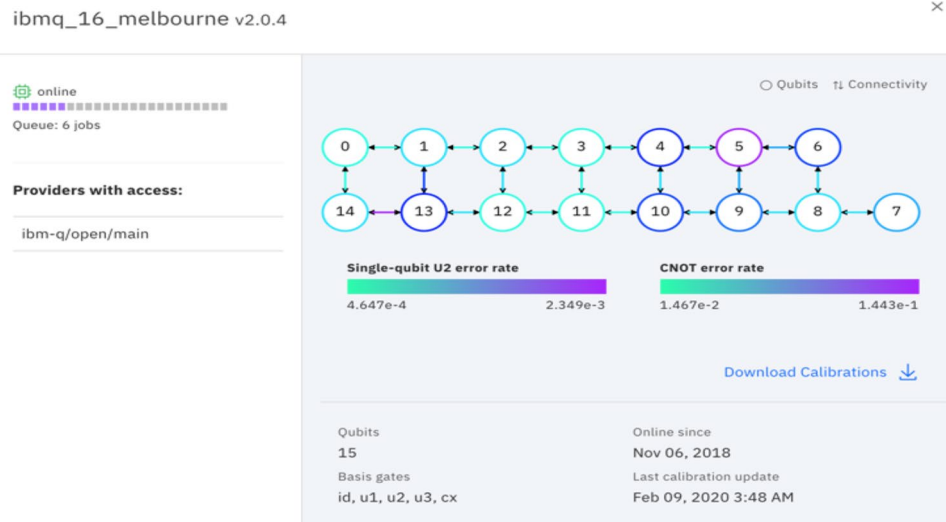 ibmq_16_melbourne v2.0.4
online
Queue: 6 jobs
Providers with access:
ibm-q/open/main
Qubits Connectivity
0 1 2 3 4 5 6
14 13 12 11 10 9 8 7
Single-qubit U2 error rate
4.647e-4 2.349e-3
CNOT error rate
1.467e-2 1.443e-1
Download Calibrations
Qubits
15
Online since
Nov 06, 2018
Basis gates
id, u1, u2, u3, cx
Last calibration update
Feb 09, 2020 3:48 AM